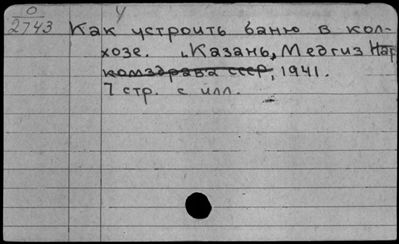 О
2743
У
Как устроить баню в кол-
хозе. Казань, Медгиз Нар
комздрава СССР, 1941.
7 стр. с илл.